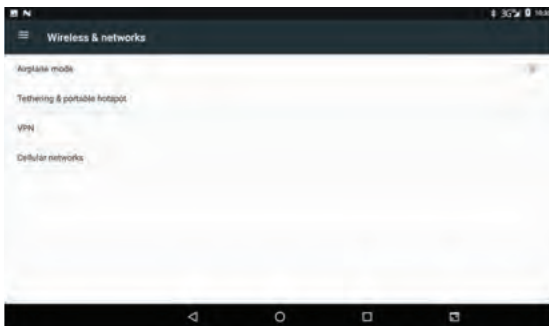 Wireless & networks
Airplane mode
Tethering & portable hotspot
VPN
Cellular networks